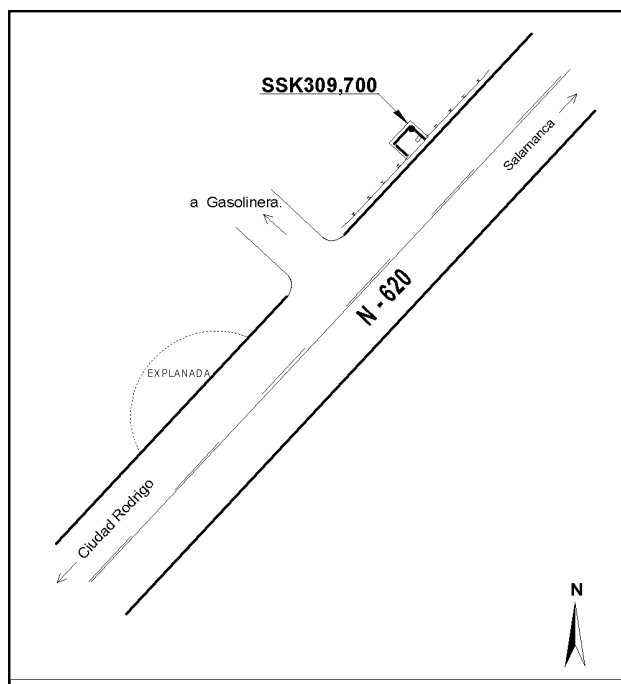 SSK309,700
Salamanca
a Gasolinera.
N - 620
EXPLANADA
Ciudad Rodrigo
N